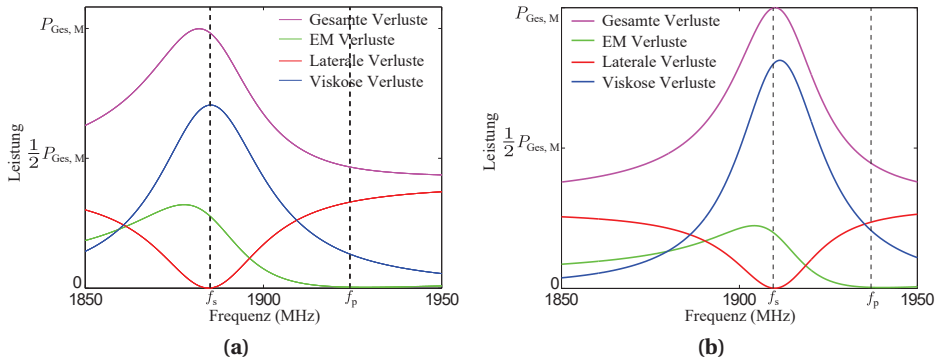 P_Ges, M
Gesamte Verluste
EM Verluste
Laterale Verluste
Viskose Verluste
Leistung
1/2 P_Ges, M
0
1850
f_s
1900
f_p
1950
Frequenz (MHz)
(a)
P_Ges, M
Gesamte Verluste
EM Verluste
Laterale Verluste
Viskose Verluste
Leistung
1/2 P_Ges, M
0
1850
1900
f_s
f_p
1950
Frequenz (MHz)
(b)